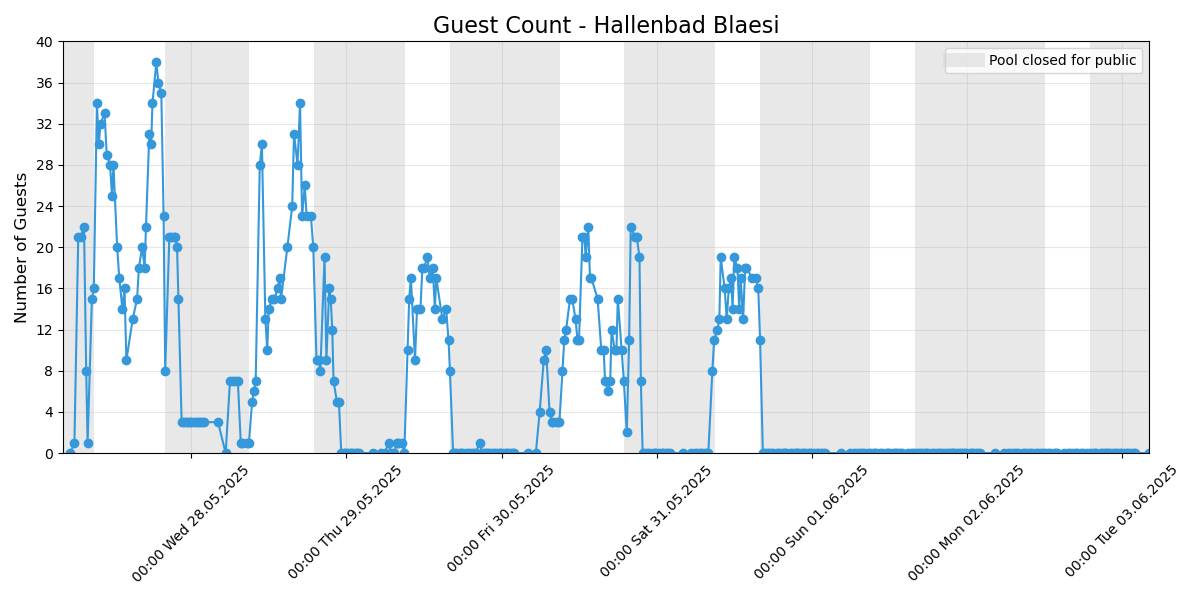 Guest Count - Hallenbad Blaesi
Pool closed for public
Number of Guests
40
36
32
28
24
20
16
12
8
4
0
00:00 Wed 28.05.2025
00:00 Thu 29.05.2025
00:00 Fri 30.05.2025
00:00 Sat 31.05.2025
00:00 Sun 01.06.2025
00:00 Mon 02.06.2025
00:00 Tue 03.06.2025